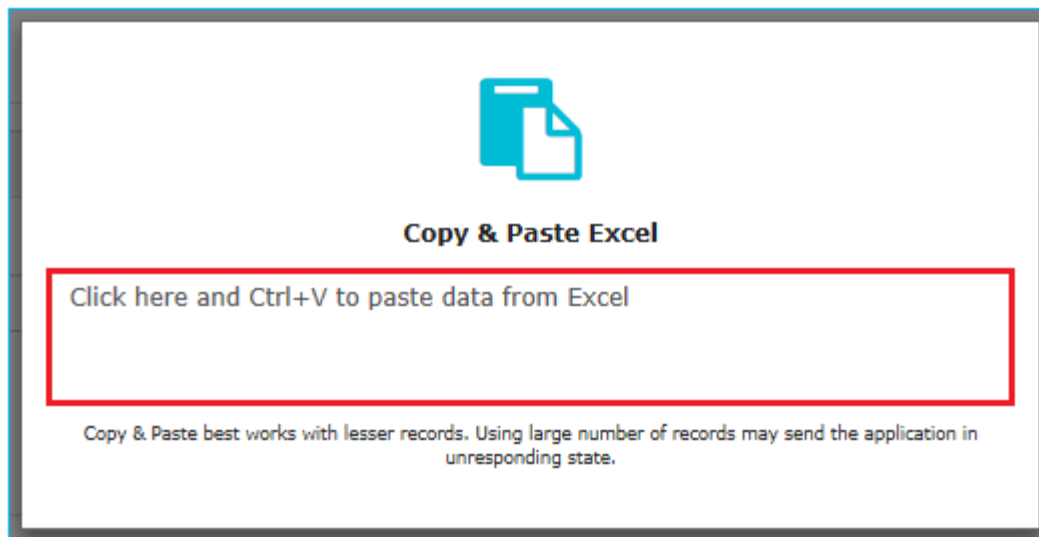 Copy & Paste Excel
Click here and Ctrl+V to paste data from Excel
Copy & Paste best works with lesser records. Using large number of records may send the application in
unresponding state.